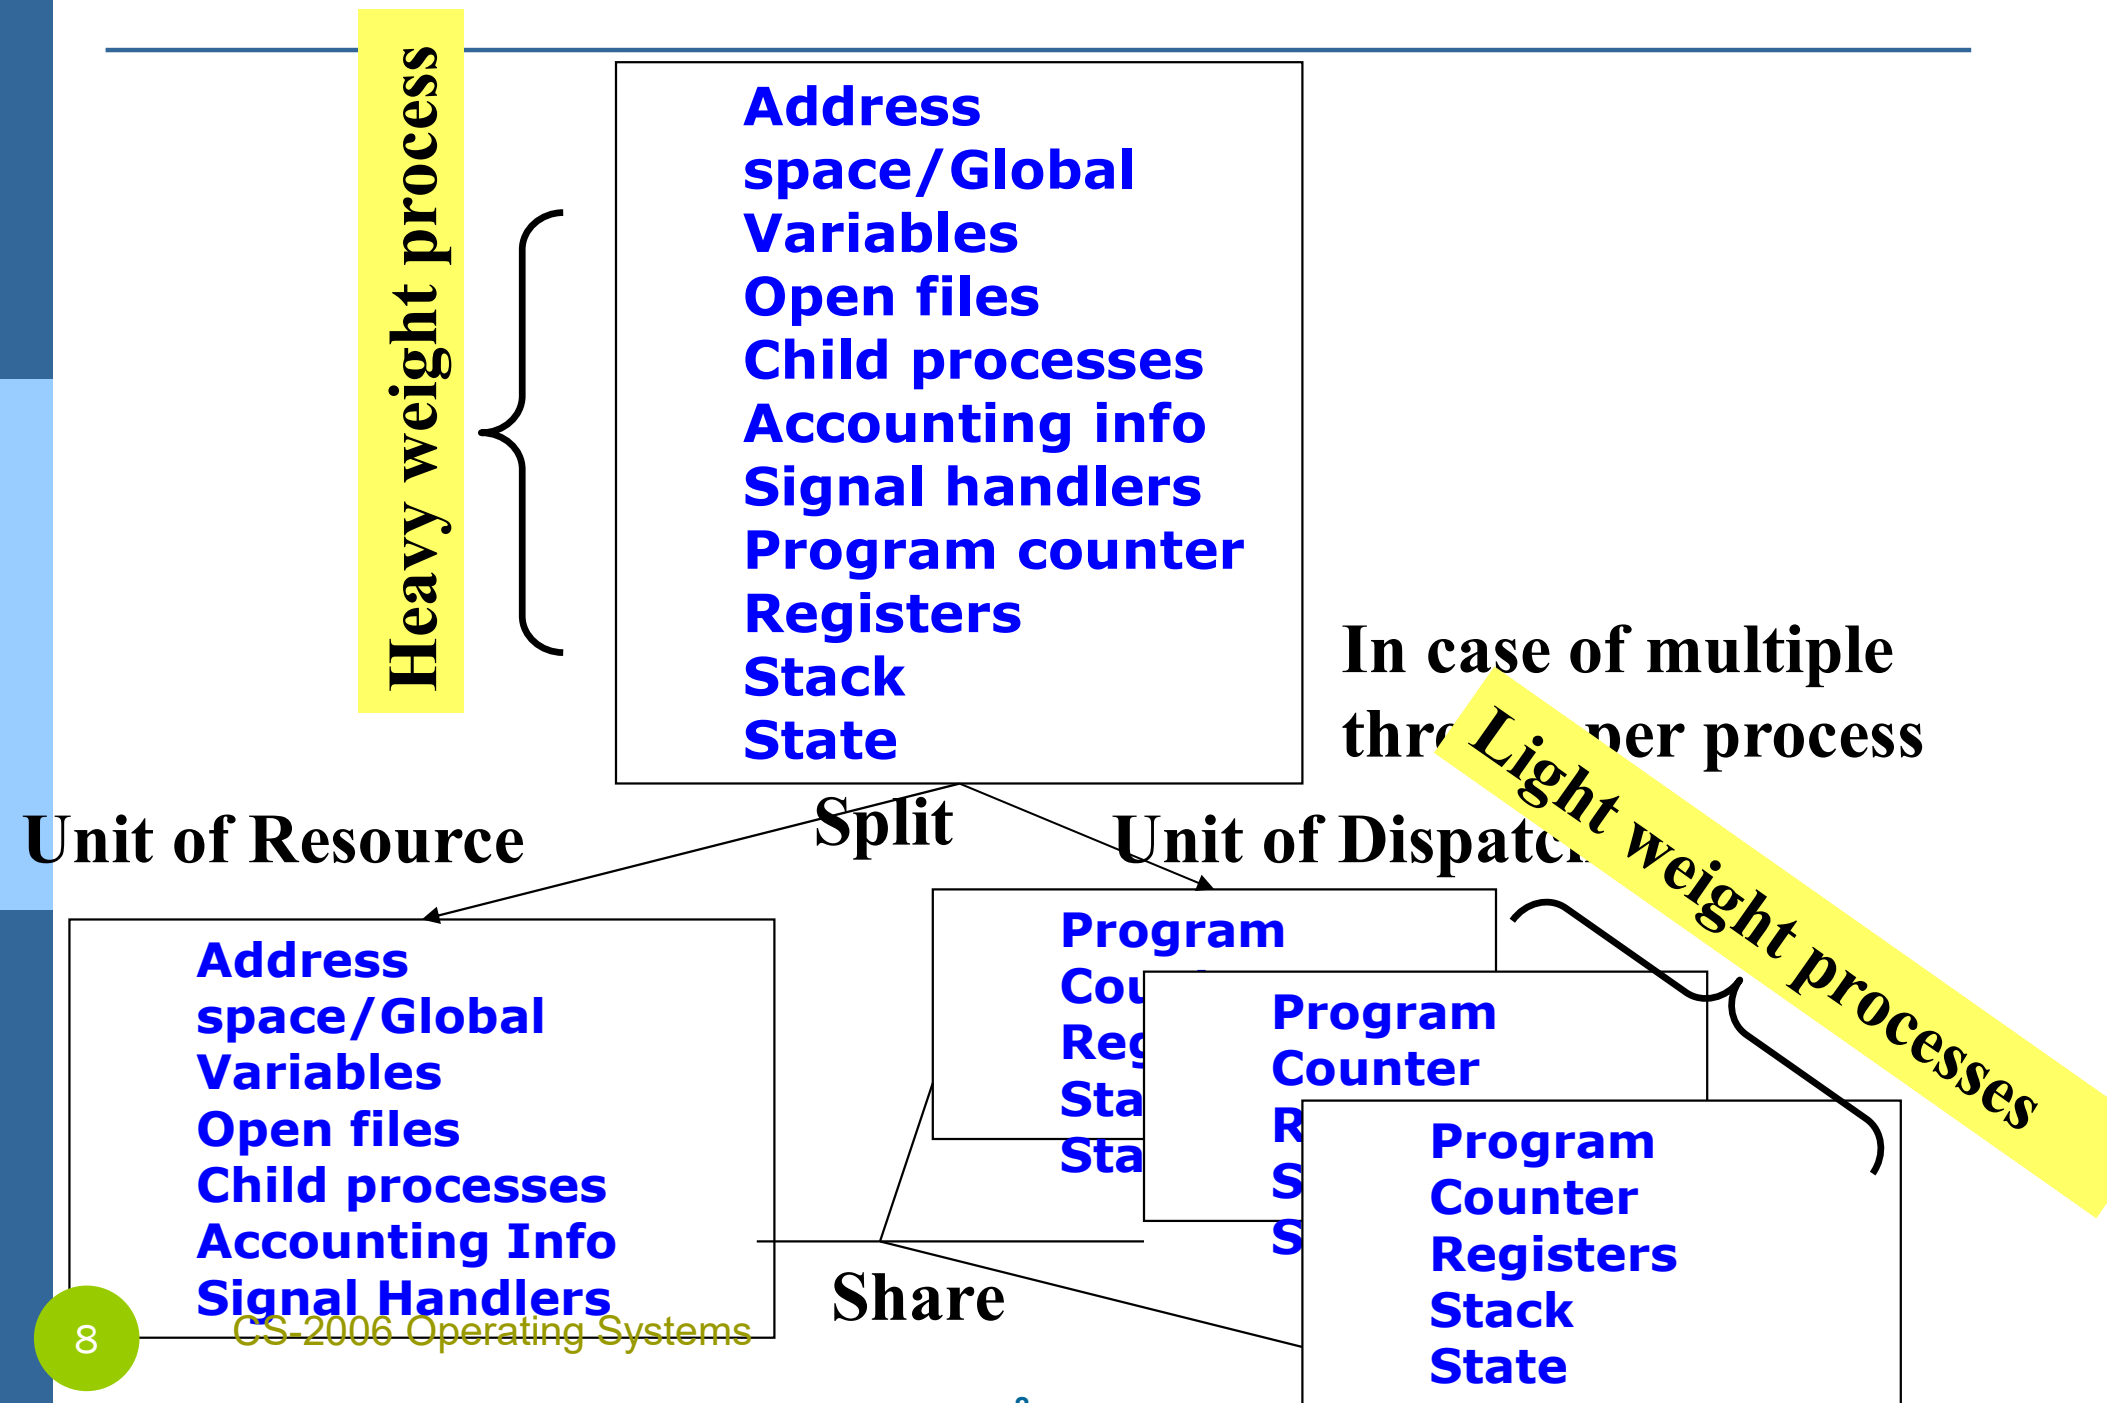 Heavy weight process
Address
space/Global
Variables
Open files
Child processes
Accounting info
Signal handlers
Program counter
Registers
Stack
State
In case of multiple
per process
Light weight processes
Split
Unit of Resource
Unit of
Address
space/Global
Variables
Open files
Child processes
Accounting Info
Signal Handlers
Program
Program
Counter
Program
Counter
Registers
Stack
State
Share
8
CS-2006 Operating Systems